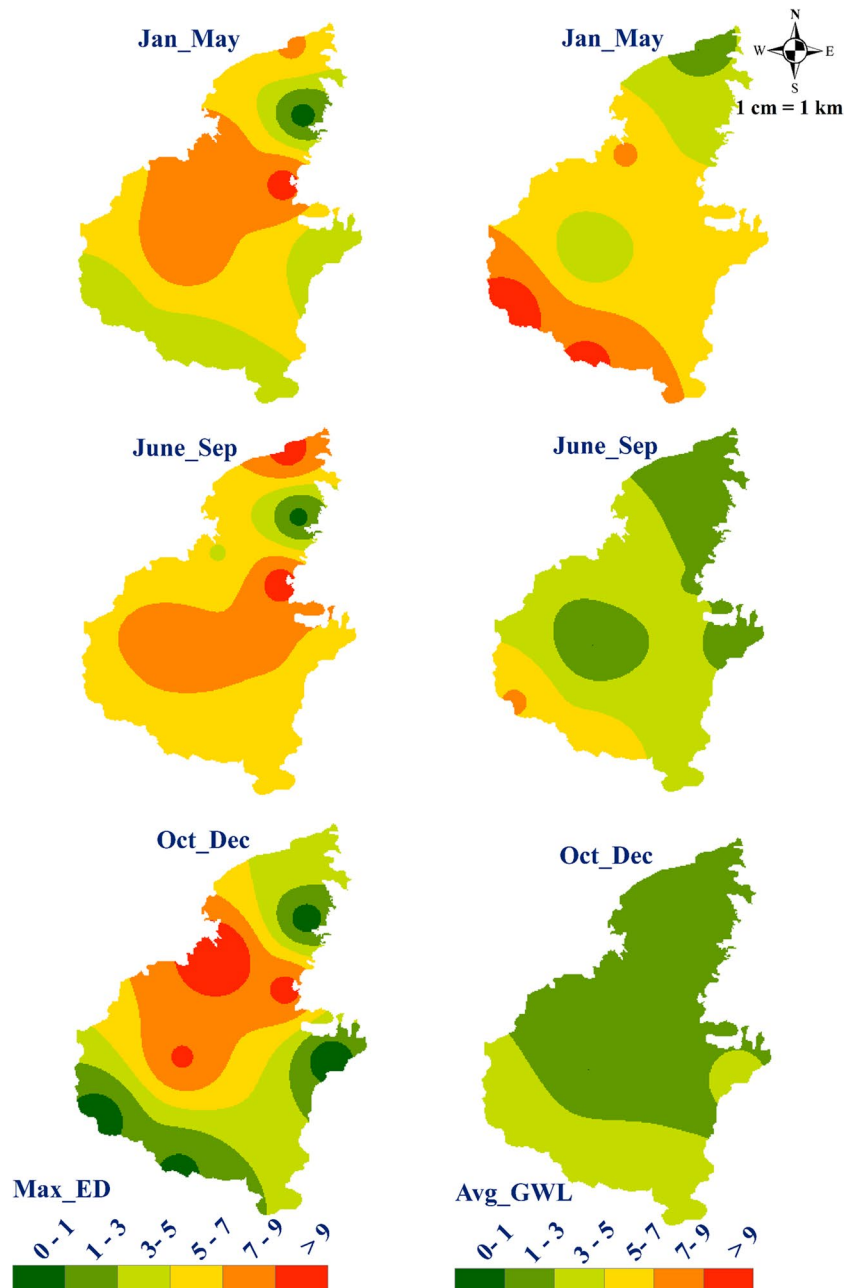 Jan_May
Jan_May
N
W E
S
1 cm = 1 km
June_Sep
June_Sep
Oct_Dec
Oct_Dec
Max_ED
Avg_GWL
0 - 1
1 - 3
3- 5
5 - 7
7- 9
> 9
0 - 1
1 - 3
3- 5
5 - 7
7- 9
> 9